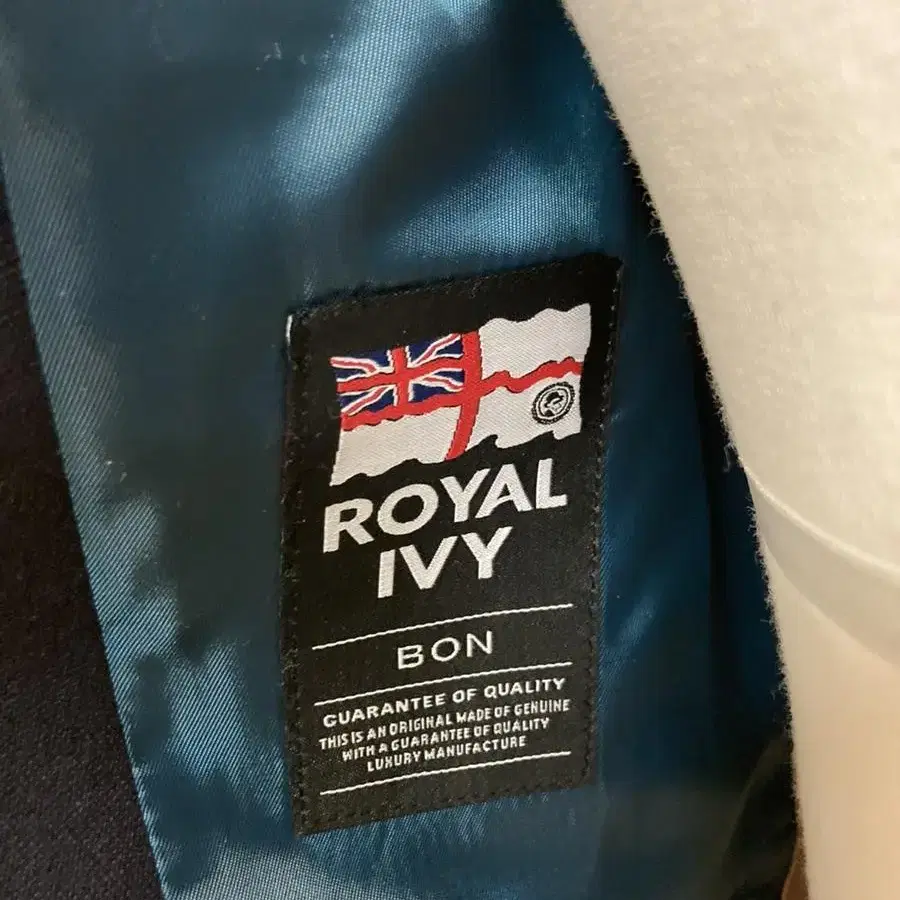 ROYAL
IVY
BON
GUARANTEE OF QUALITY
THIS IS AN ORIGINAL MADE OF GENUINE
WITH A GUARANTEE OF QUALITY
LUXURY MANUFACTURE